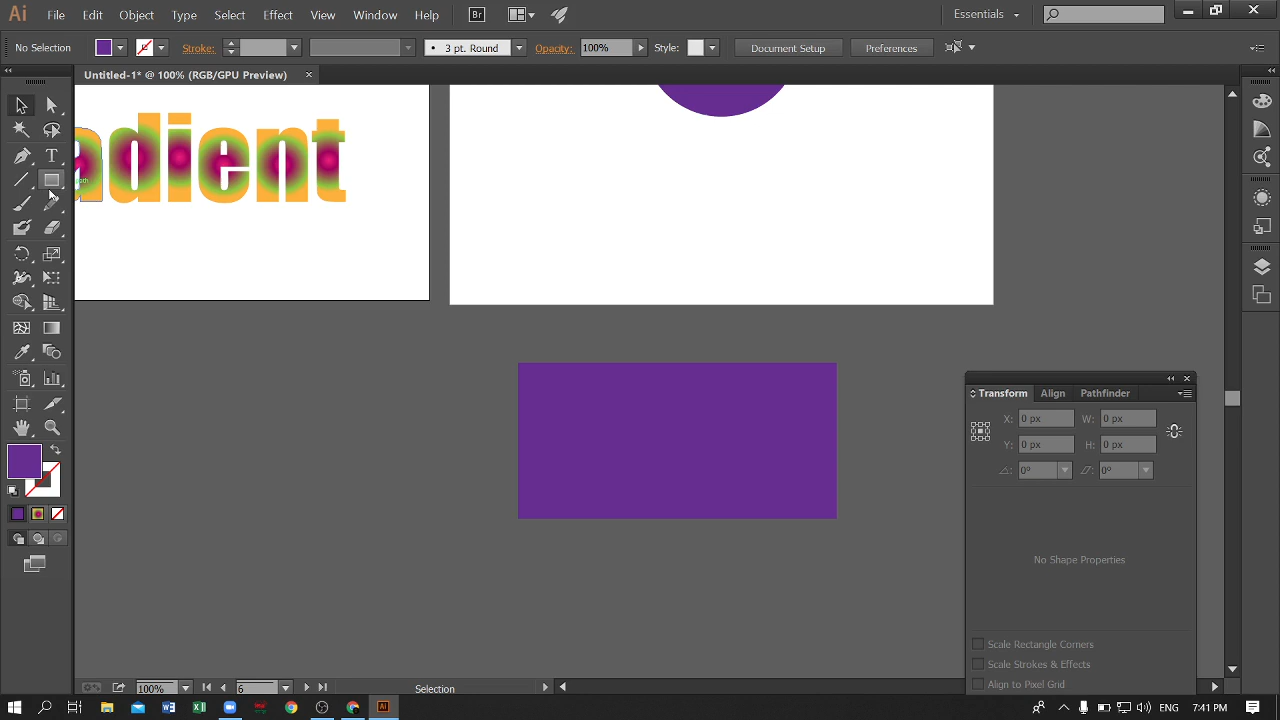 Ai File Edit Object Type Select Effect View Window Help Br Essentials
No Selection Stroke: 3 pt. Round Opacity: 100% Style: Document Setup Preferences
Untitled-1* @ 100% (RGB/GPU Preview)
adient
Transform Align Pathfinder
X: 0 px W: 0 px
Y: 0 px H: 0 px
0° 0°
No Shape Properties
Scale Rectangle Corners
Scale Strokes & Effects
Align to Pixel Grid
100% 6 Selection
7:41 PM